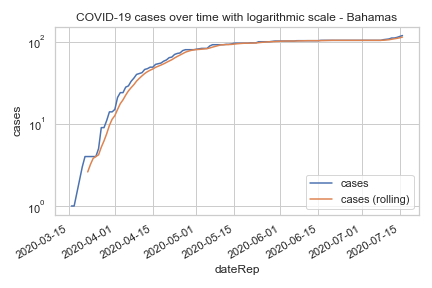 COVID-19 cases over time with logarithmic scale - Bahamas
10²
10¹
10⁰
cases
cases
cases (rolling)
2020-03-15
2020-04-01
2020-04-15
2020-05-01
2020-05-15
2020-06-01
2020-06-15
2020-07-01
2020-07-15
dateRep